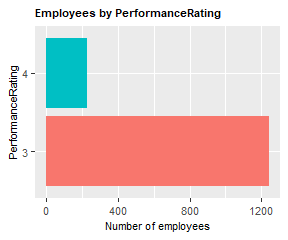 Employees by PerformanceRating
PerformanceRating
4
3
0 400 800 1200
Number of employees